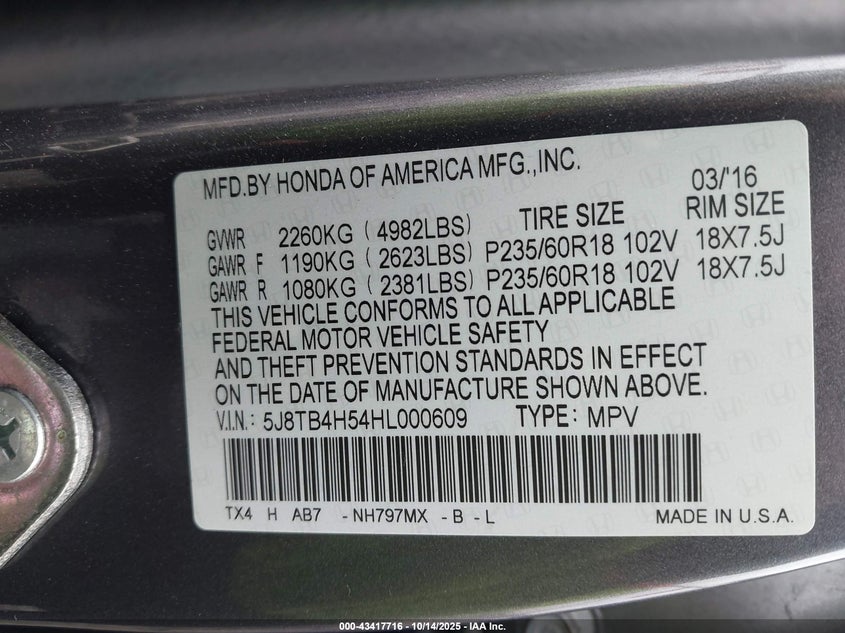 MFD.BY HONDA OF AMERICA MFG.,INC. 03/'16
TIRE SIZE RIM SIZE
GVWR 2260KG ( 4982LBS)
GAWR F 1190KG ( 2623LBS) P235/60R18 102V 18X7.5J
GAWR R 1080KG ( 2381LBS) P235/60R18 102V 18X7.5J
THIS VEHICLE CONFORMS TO ALL APPLICABLE
FEDERAL MOTOR VEHICLE SAFETY
AND THEFT PREVENTION STANDARDS IN EFFECT
ON THE DATE OF MANUFACTURE SHOWN ABOVE.
V.I.N.: 5J8TB4H54HL000609 TYPE: MPV
TX4 H AB7 -NH797MX -B -L MADE IN U.S.A.
000-43417716 - 10/14/2025 - IAA Inc.